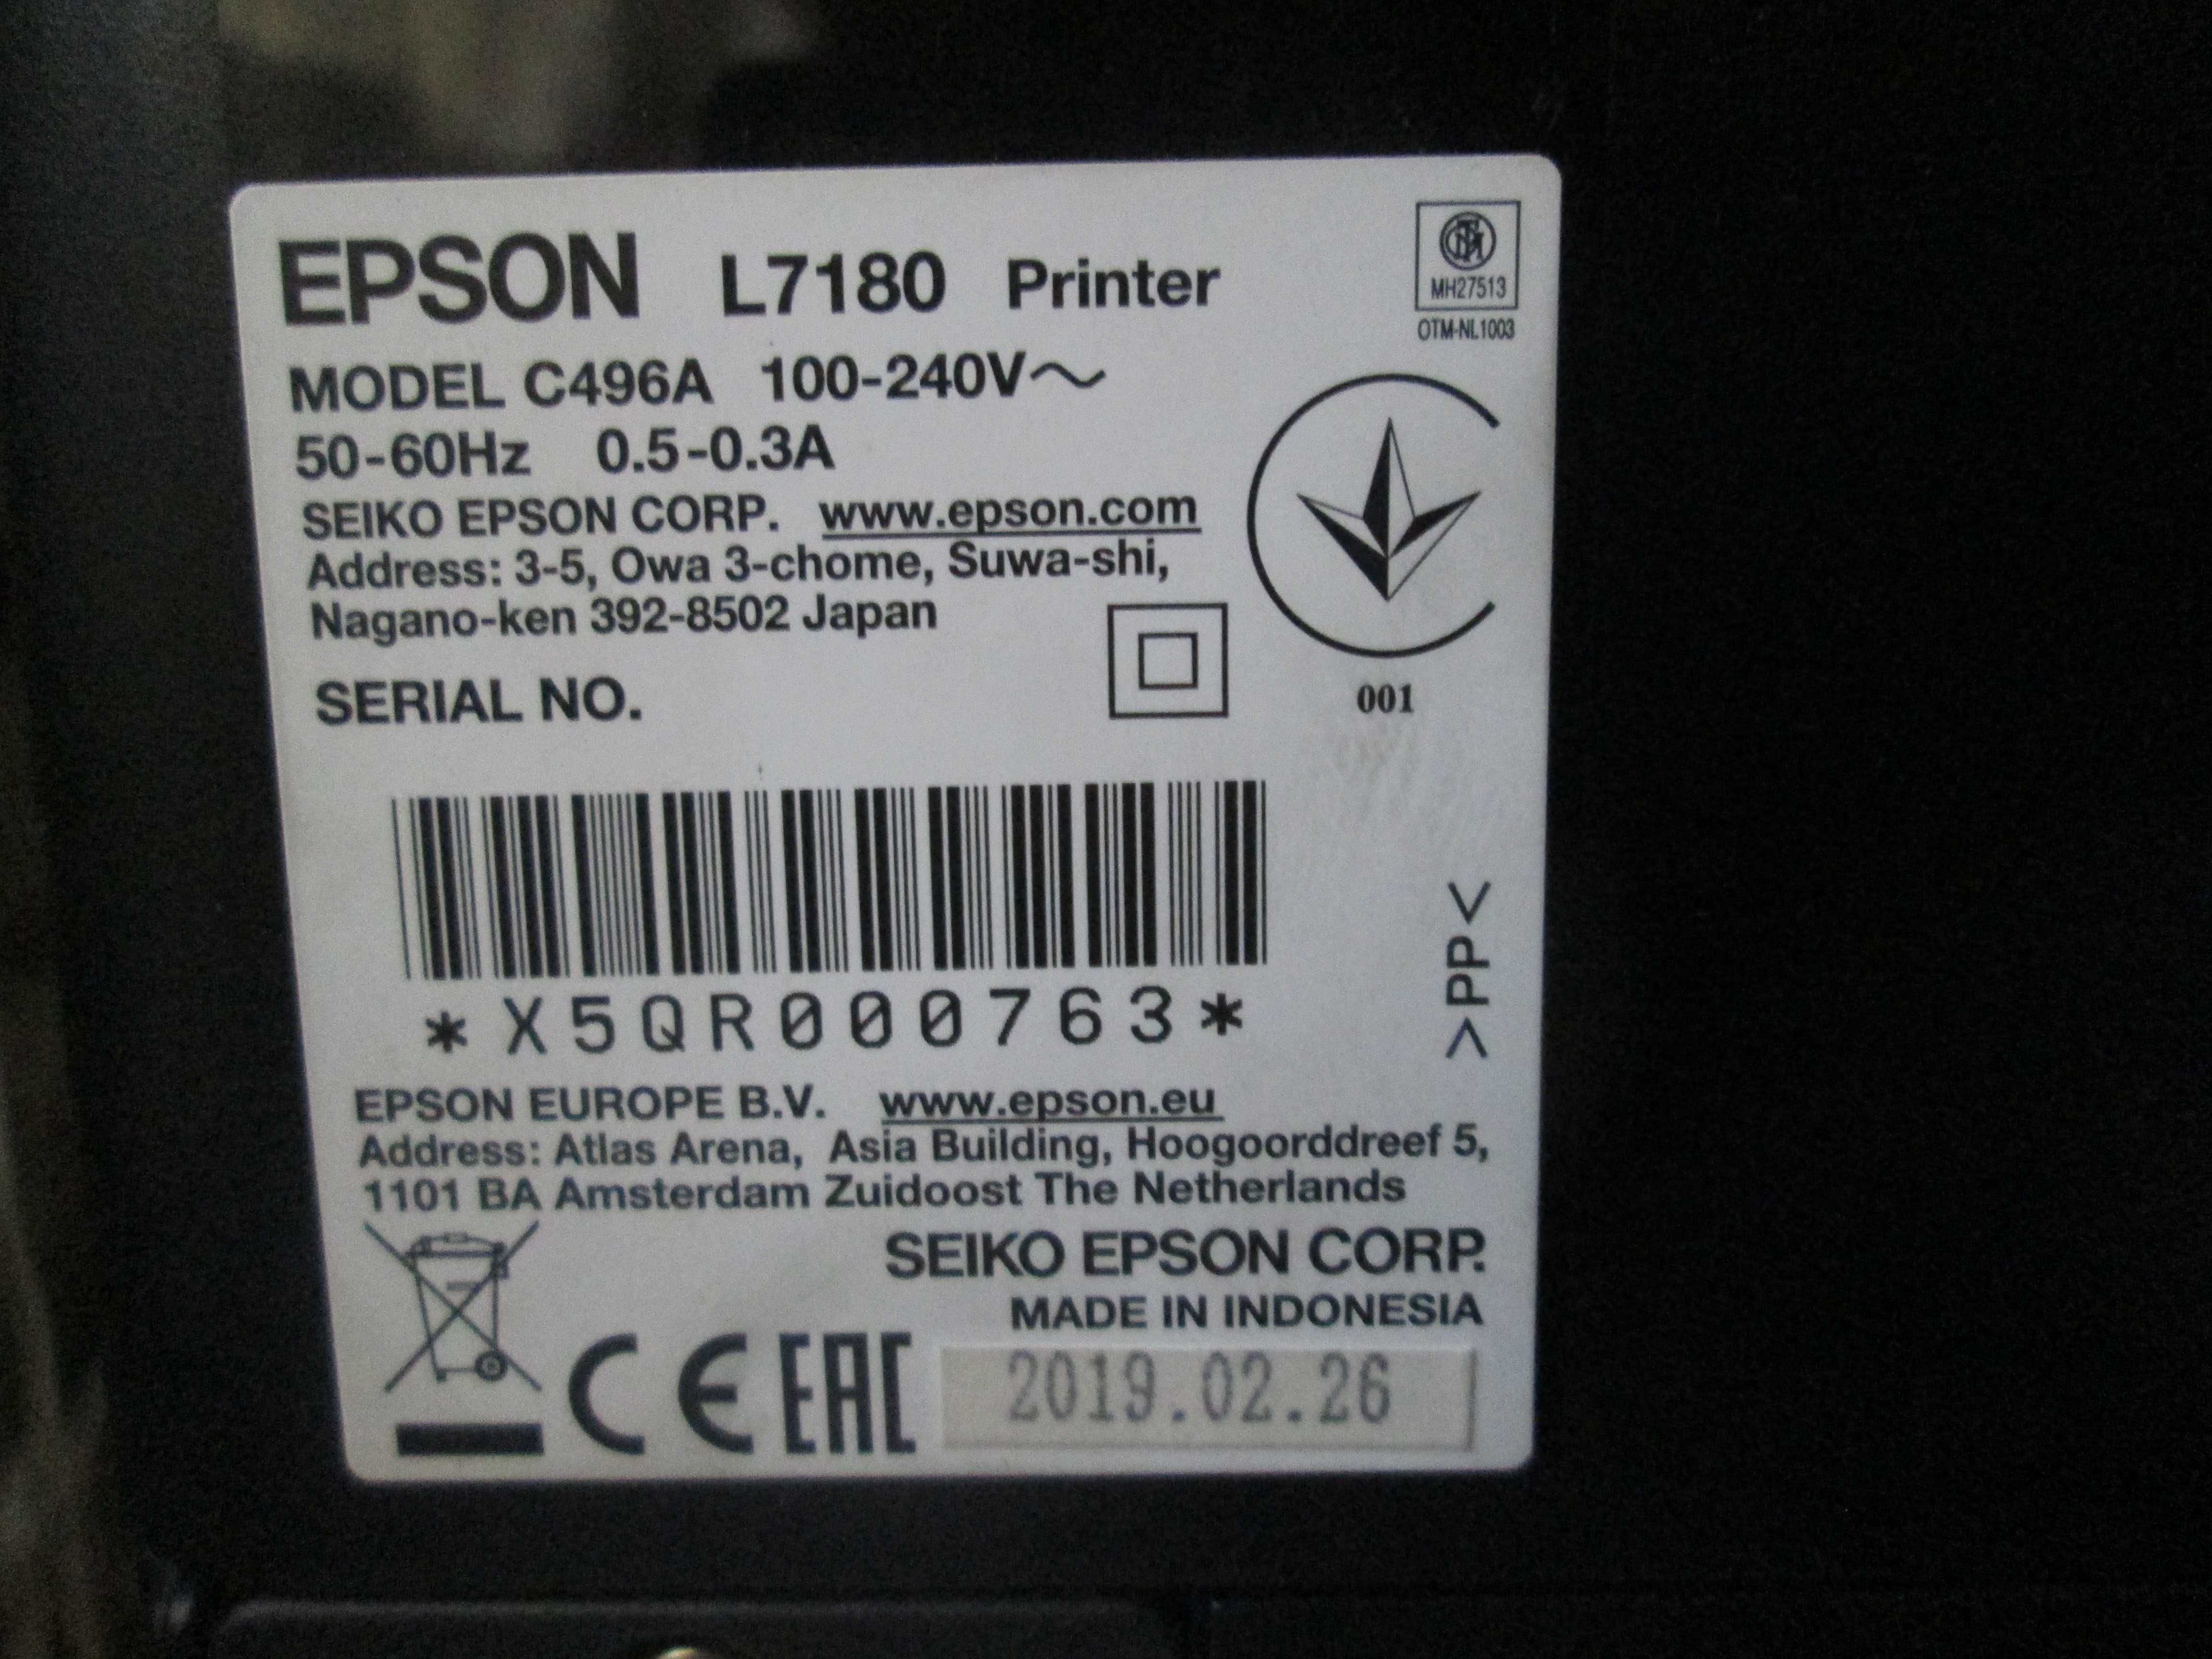 EPSON L7180 Printer
MH27513
OTM-NL1003
MODEL C496A 100-240V～
50-60Hz 0.5-0.3A
SEIKO EPSON CORP. www.epson.com
Address: 3-5, Owa 3-chome, Suwa-shi,
Nagano-ken 392-8502 Japan
SERIAL NO.
001
*X5QR000763*
>PP<
EPSON EUROPE B.V. www.epson.eu
Address: Atlas Arena, Asia Building, Hoogoorddreef 5,
1101 BA Amsterdam Zuidoost The Netherlands
SEIKO EPSON CORP.
MADE IN INDONESIA
CE EAC 2019.02.26